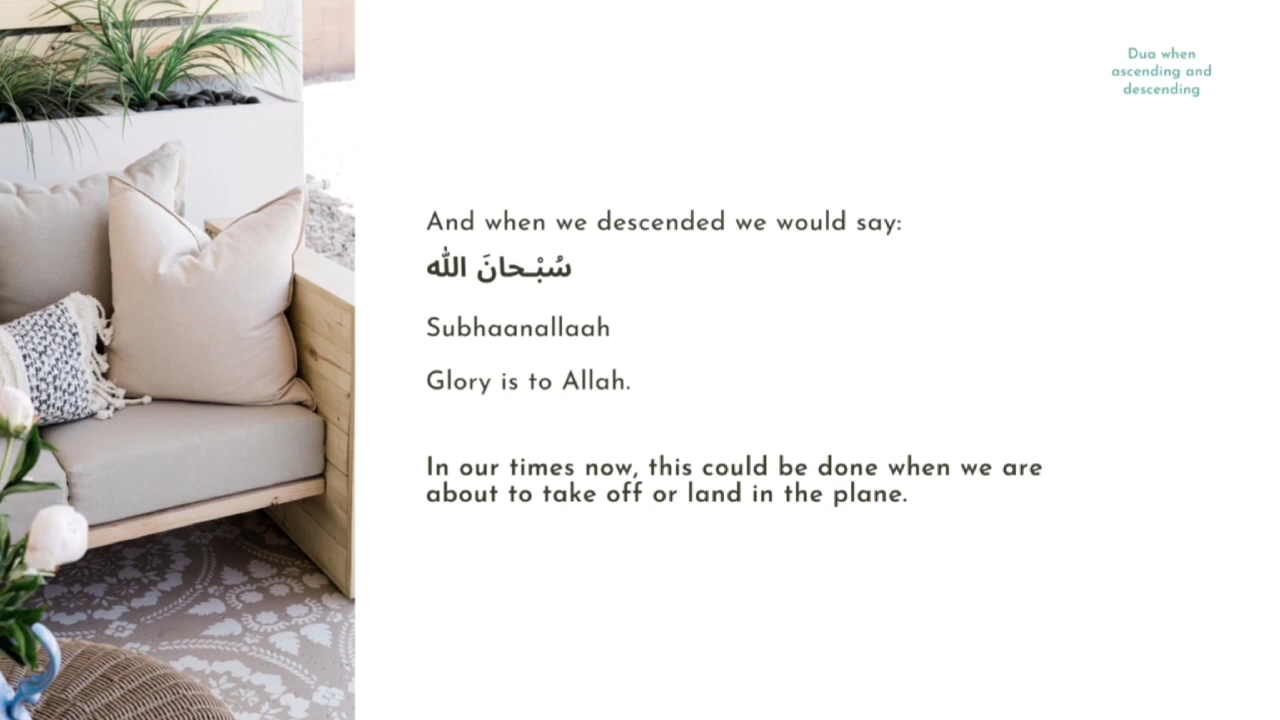 Dua when
ascending and
descending
And when we descended we would say:
سُبْـحانَ الله
Subhaanallaah
Glory is to Allah.
In our times now, this could be done when we are
about to take off or land in the plane.